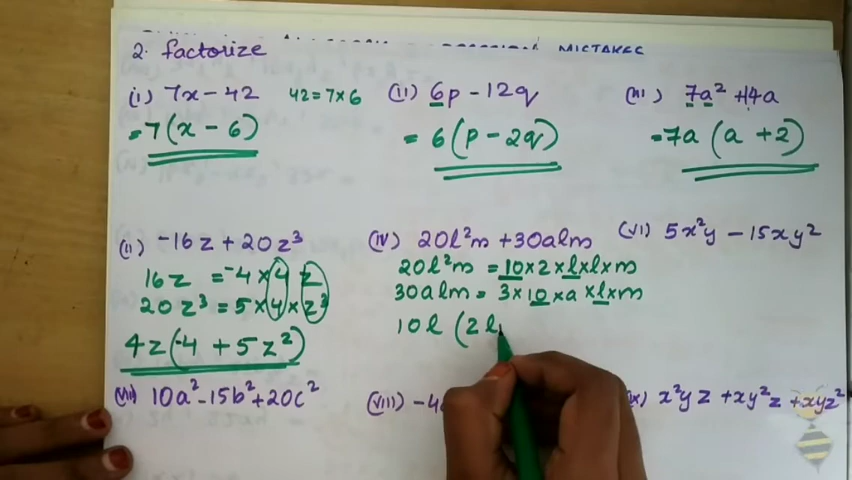 MISTAKES
2. factorize
(i) 7x - 42 42 = 7 × 6
= 7(x - 6)
(ii) 6p - 12q
= 6(p - 2q)
(iii) 7a² + 14a
= 7a(a + 2)
(ii) -16z + 20z³
16z = -4 × 4 z
20z³ = 5 × 4 × z³
4z(-4 + 5z²)
(iv) 20l²m + 30alm
20l²m = 10 × 2 × l × l × m
30alm = 3 × 10 × a × l × m
10l (2l
(vi) 5x²y - 15xy²
(vii) 10a² - 15b² + 20c²
(viii) -4
x) x²yz + xy²z + xyz²